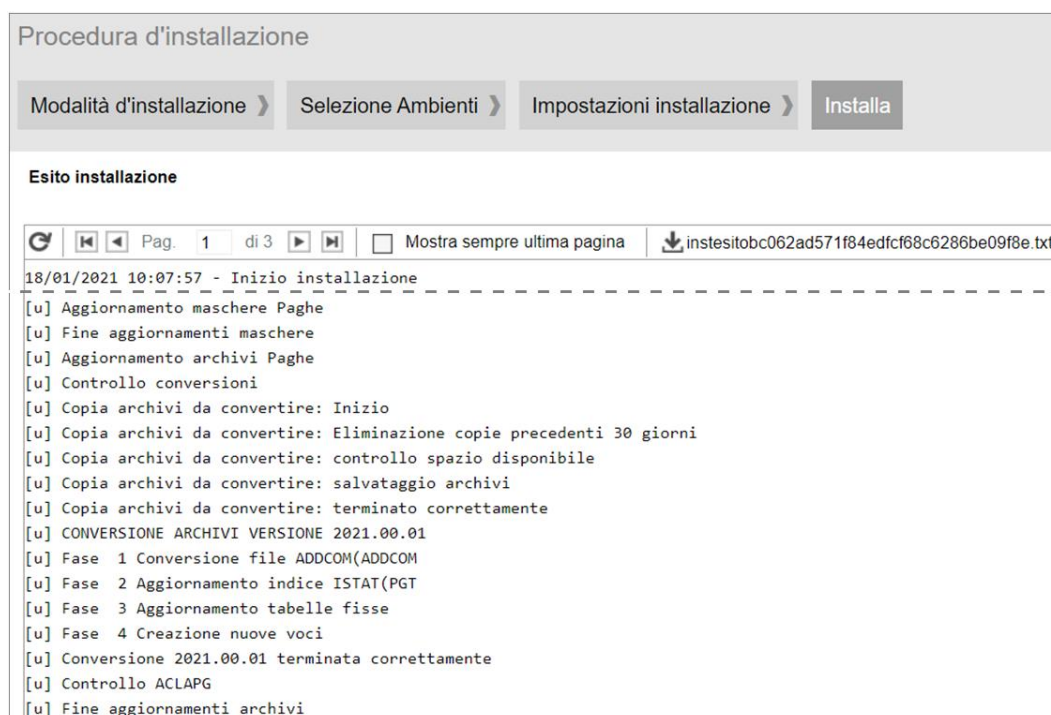 Procedura d'installazione
Modalità d'installazione ❱ Selezione Ambienti ❱ Impostazioni installazione ❱ Installa
Esito installazione
Pag. 1 di 3 Mostra sempre ultima pagina instesitobc062ad571f84edfcf68c6286be09f8e.txt
18/01/2021 10:07:57 - Inizio installazione
[u] Aggiornamento maschere Paghe
[u] Fine aggiornamenti maschere
[u] Aggiornamento archivi Paghe
[u] Controllo conversioni
[u] Copia archivi da convertire: Inizio
[u] Copia archivi da convertire: Eliminazione copie precedenti 30 giorni
[u] Copia archivi da convertire: controllo spazio disponibile
[u] Copia archivi da convertire: salvataggio archivi
[u] Copia archivi da convertire: terminato correttamente
[u] CONVERSIONE ARCHIVI VERSIONE 2021.00.01
[u] Fase  1 Conversione file ADDCOM(ADDCOM
[u] Fase  2 Aggiornamento indice ISTAT(PGT
[u] Fase  3 Aggiornamento tabelle fisse
[u] Fase  4 Creazione nuove voci
[u] Conversione 2021.00.01 terminata correttamente
[u] Controllo ACLAPG
[u] Fine aggiornamenti archivi